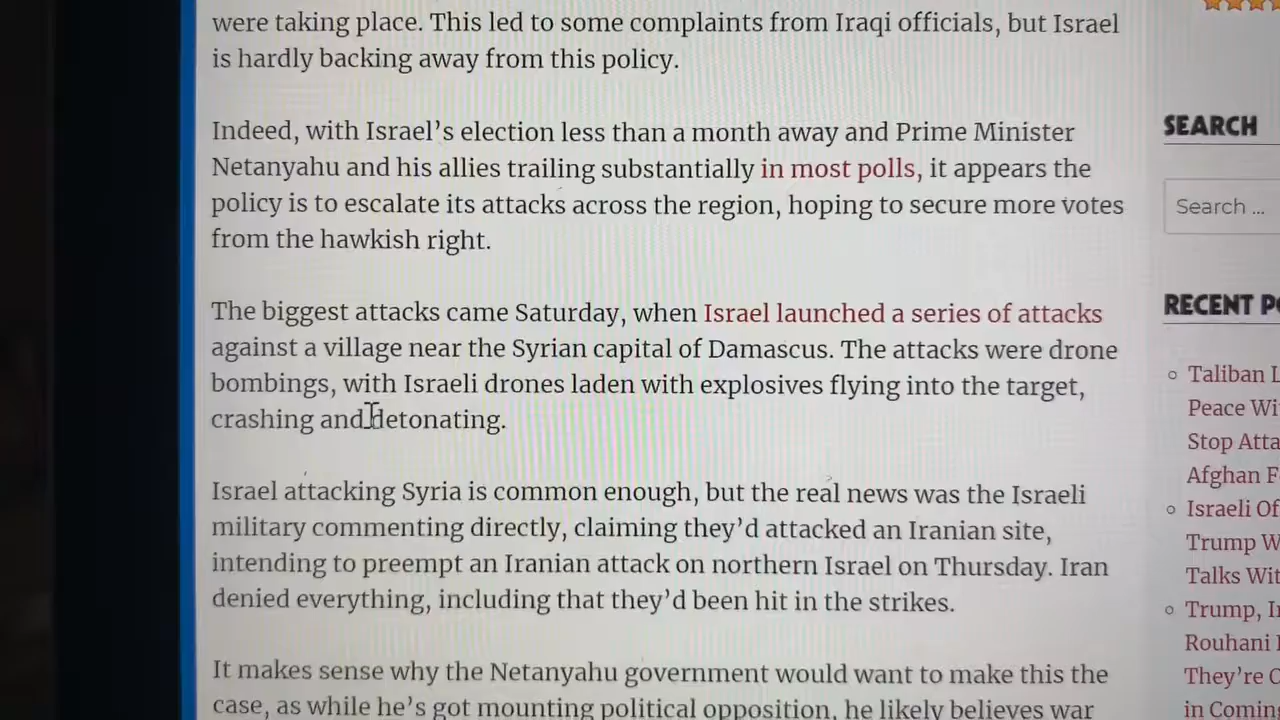 were taking place. This led to some complaints from Iraqi officials, but Israel
is hardly backing away from this policy.
Indeed, with Israel’s election less than a month away and Prime Minister
Netanyahu and his allies trailing substantially in most polls, it appears the
policy is to escalate its attacks across the region, hoping to secure more votes
from the hawkish right.
The biggest attacks came Saturday, when Israel launched a series of attacks
against a village near the Syrian capital of Damascus. The attacks were drone
bombings, with Israeli drones laden with explosives flying into the target,
crashing and detonating.
Israel attacking Syria is common enough, but the real news was the Israeli
military commenting directly, claiming they’d attacked an Iranian site,
intending to preempt an Iranian attack on northern Israel on Thursday. Iran
denied everything, including that they’d been hit in the strikes.
It makes sense why the Netanyahu government would want to make this the
case, as while he’s got mounting political opposition, he likely believes war
SEARCH
Search ...
RECENT
Taliban
Peace
Stop
Afghan
Israeli
Trump
Talks
Trump,
Rouhani
They’re
in